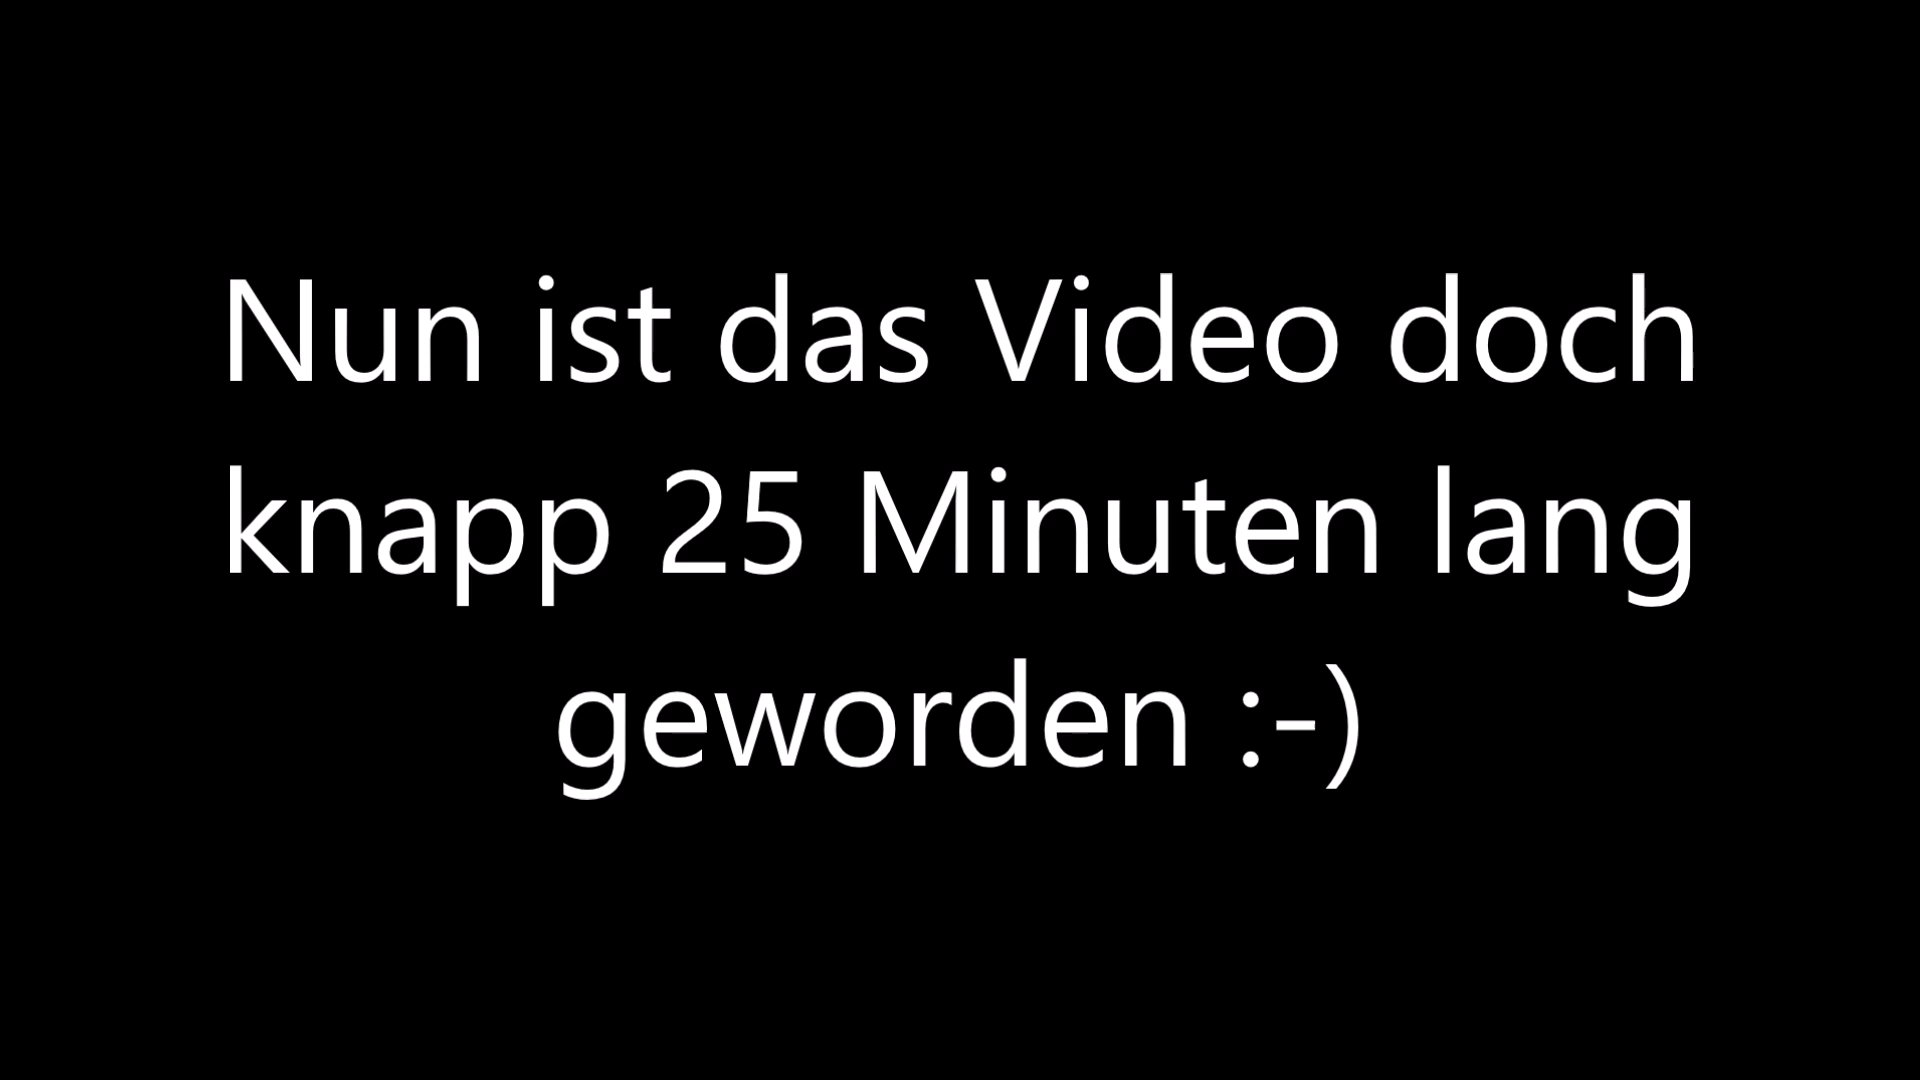 Nun ist das Video doch
knapp 25 Minuten lang
geworden :-)